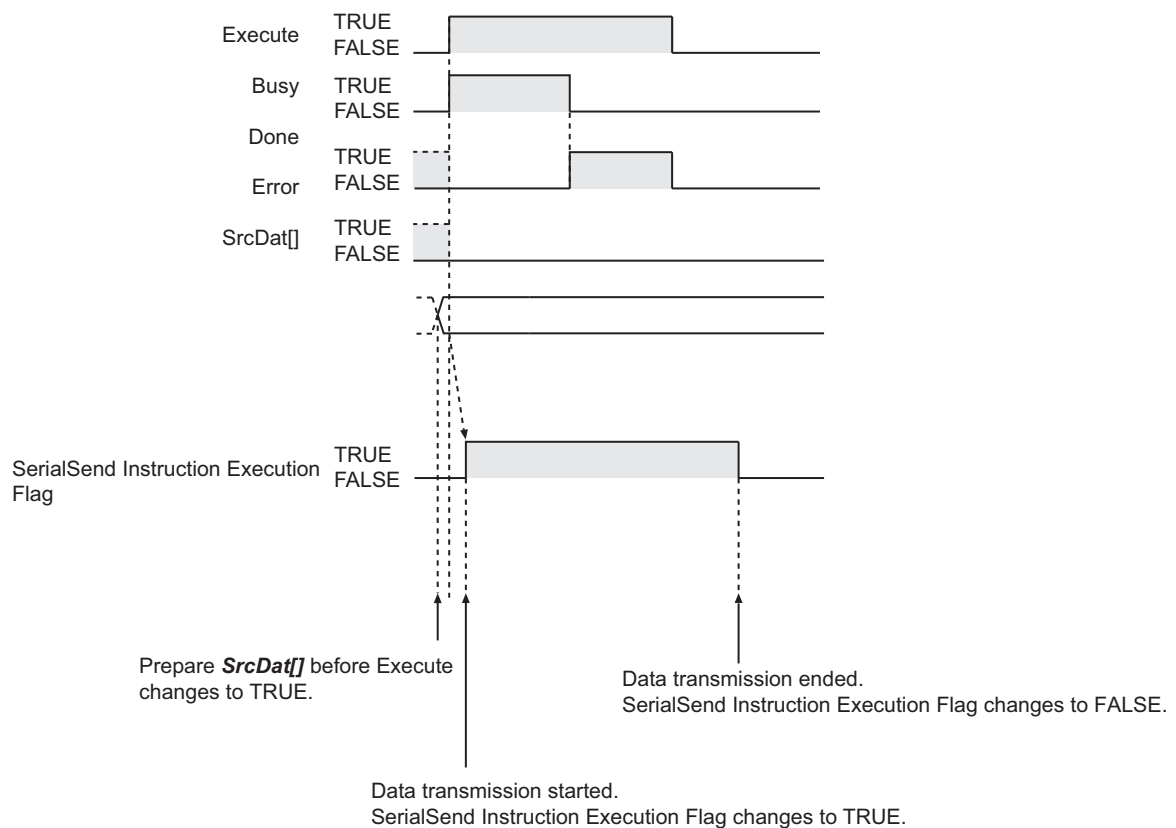 Execute
TRUE
FALSE
Busy
TRUE
FALSE
Done
TRUE
FALSE
Error
TRUE
FALSE
SrcDat[]
SerialSend Instruction Execution
Flag
TRUE
FALSE
Prepare SrcDat[] before Execute
changes to TRUE.
Data transmission ended.
SerialSend Instruction Execution Flag changes to FALSE.
Data transmission started.
SerialSend Instruction Execution Flag changes to TRUE.